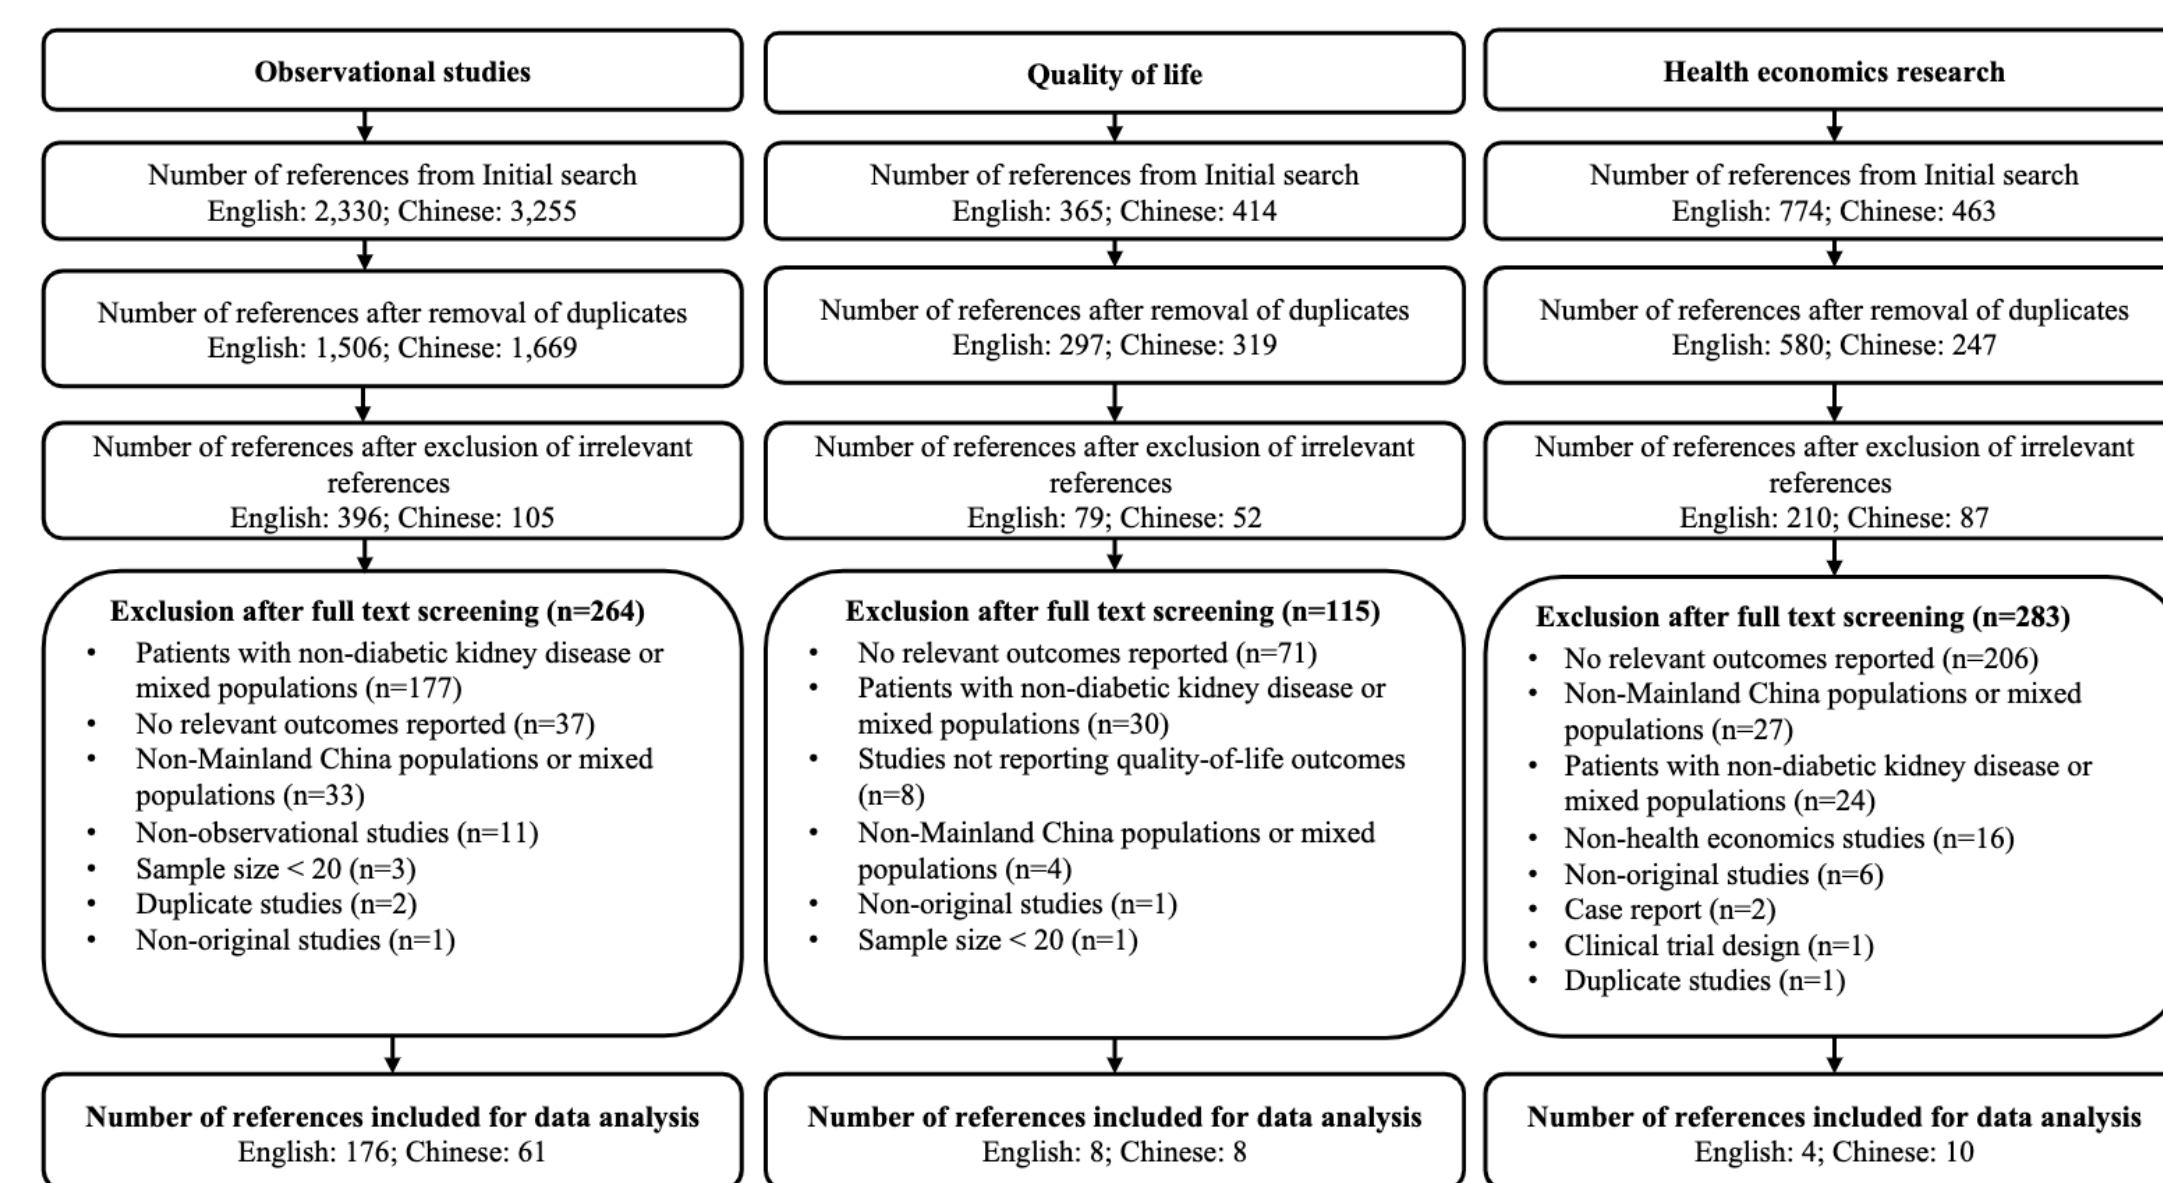 Observational studies
Number of references from Initial search
English: 2,330; Chinese: 3,255
Number of references after removal of duplicates
English: 1,506; Chinese: 1,669
Number of references after exclusion of irrelevant
references
English: 396; Chinese: 105
Exclusion after full text screening (n=264)
• Patients with non-diabetic kidney disease or
mixed populations (n=177)
• No relevant outcomes reported (n=37)
• Non-Mainland China populations or mixed
populations (n=33)
• Non-observational studies (n=11)
• Sample size < 20 (n=3)
• Duplicate studies (n=2)
• Non-original studies (n=1)
Number of references included for data analysis
English: 176; Chinese: 61
Quality of life
Number of references from Initial search
English: 365; Chinese: 414
Number of references after removal of duplicates
English: 297; Chinese: 319
Number of references after exclusion of irrelevant
references
English: 79; Chinese: 52
Exclusion after full text screening (n=115)
• No relevant outcomes reported (n=71)
• Patients with non-diabetic kidney disease or
mixed populations (n=30)
• Studies not reporting quality-of-life outcomes
(n=8)
• Non-Mainland China populations or mixed
populations (n=4)
• Non-original studies (n=1)
• Sample size < 20 (n=1)
Number of references included for data analysis
English: 8; Chinese: 8
Health economics research
Number of references from Initial search
English: 774; Chinese: 463
Number of references after removal of duplicates
English: 580; Chinese: 247
Number of references after exclusion of irrelevant
references
English: 210; Chinese: 87
Exclusion after full text screening (n=283)
• No relevant outcomes reported (n=206)
• Non-Mainland China populations or mixed
populations (n=27)
• Patients with non-diabetic kidney disease or
mixed populations (n=24)
• Non-health economics studies (n=16)
• Non-original studies (n=6)
• Case report (n=2)
• Clinical trial design (n=1)
• Duplicate studies (n=1)
Number of references included for data analysis
English: 4; Chinese: 10